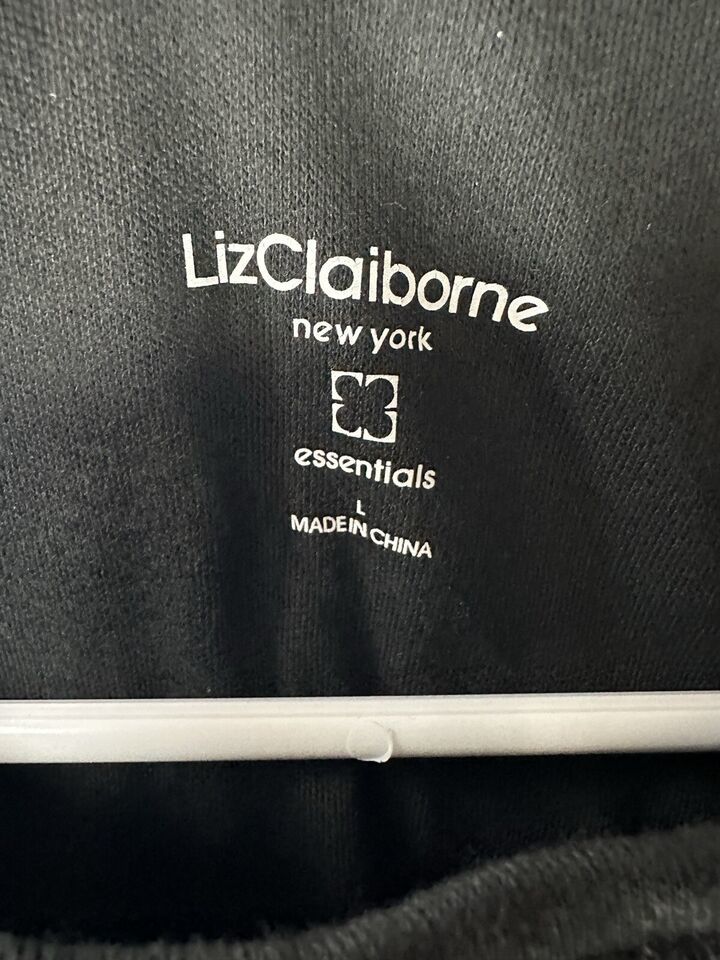 LizClaiborne
new york
essentials
L
MADE IN CHINA